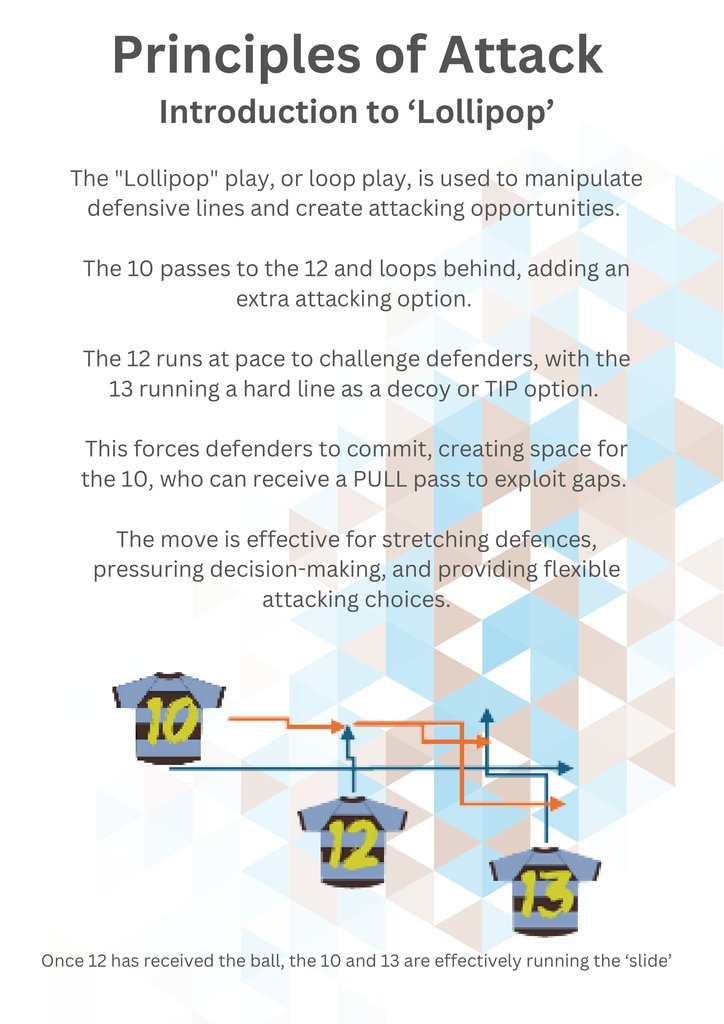 Principles of Attack
Introduction to ‘Lollipop’
The "Lollipop" play, or loop play, is used to manipulate
defensive lines and create attacking opportunities.
The 10 passes to the 12 and loops behind, adding an
extra attacking option.
The 12 runs at pace to challenge defenders, with the
13 running a hard line as a decoy or TIP option.
This forces defenders to commit, creating space for
the 10, who can receive a PULL pass to exploit gaps.
The move is effective for stretching defences,
pressuring decision-making, and providing flexible
attacking choices.
10
12
13
Once 12 has received the ball, the 10 and 13 are effectively running the ‘slide’